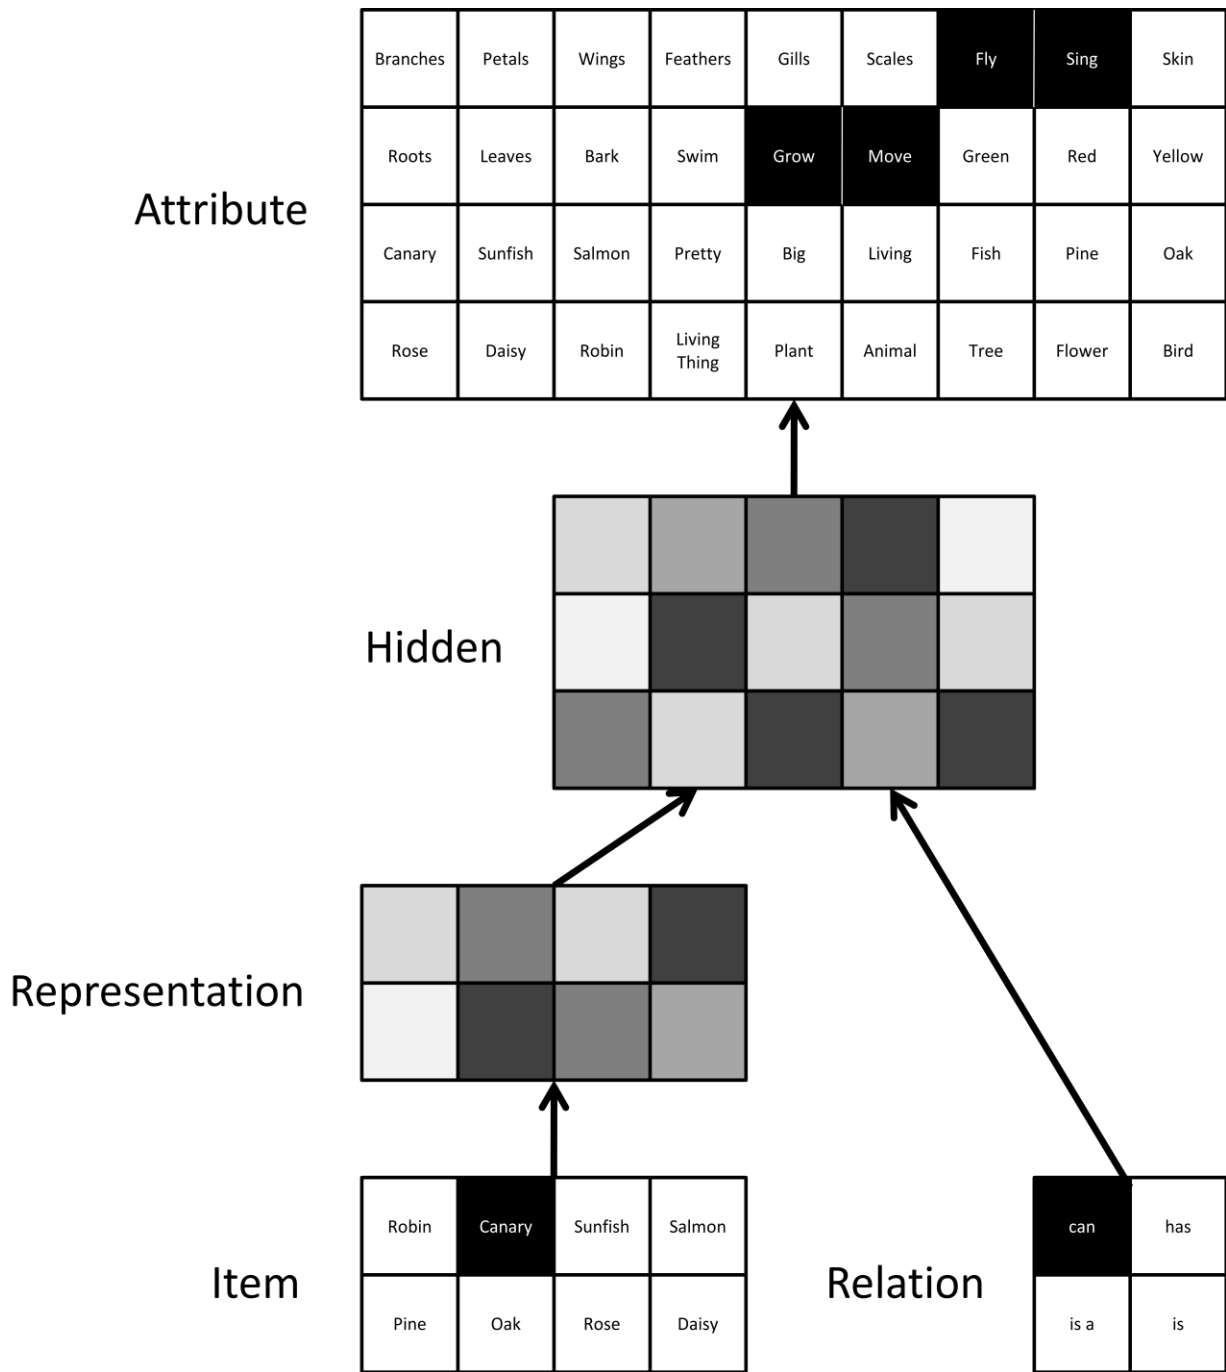 Branches Petals Wings Feathers Gills Scales Fly Sing Skin
Roots Leaves Bark Swim Grow Move Green Red Yellow
Attribute
Canary Sunfish Salmon Pretty Big Living Fish Pine Oak
Rose Daisy Robin Living Thing Plant Animal Tree Flower Bird
Hidden
Representation
Robin Canary Sunfish Salmon
can has
Item
Relation
Pine Oak Rose Daisy
is a is